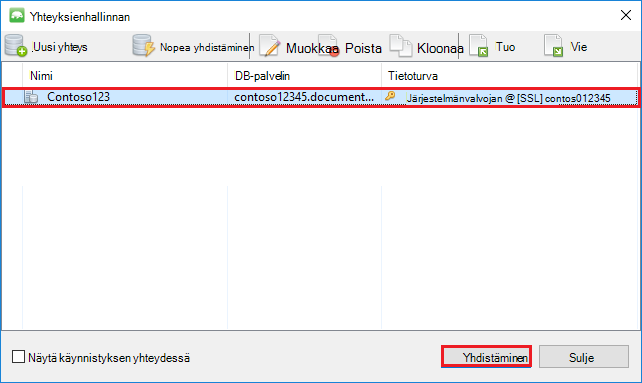 Yhteyksienhallinnan
Uusi yhteys Nopea yhdistäminen Muokkaa Poista Kloonaa Tuo Vie
Nimi DB-palvelin Tietoturva
Contoso123 contoso12345.document... Järjestelmänvalvojan @ [SSL] contos012345
Näytä käynnistyksen yhteydessä Yhdistäminen Sulje